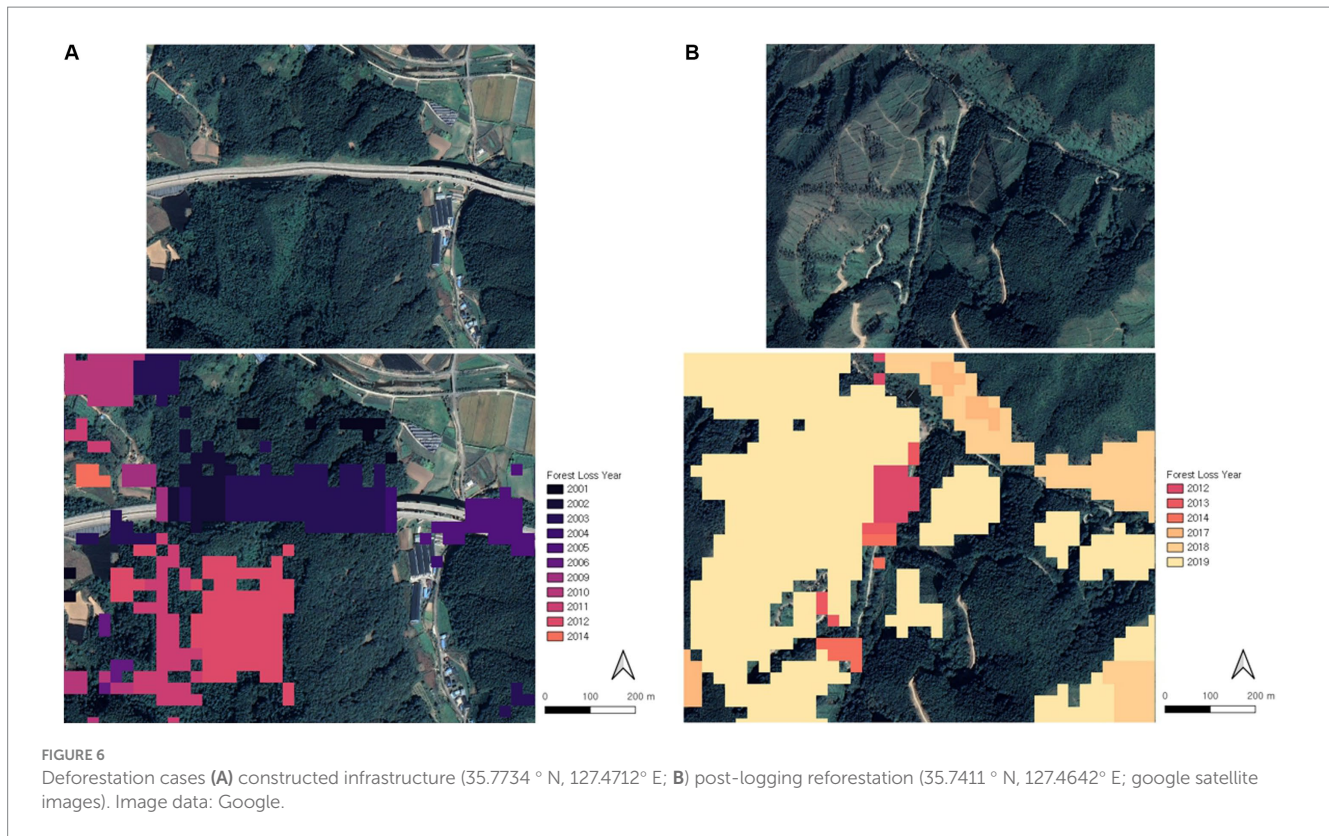 A
B
Forest Loss Year
2001
2002
2003
2004
2005
2006
2009
2010
2011
2012
2014
0 100 200 m
Forest Loss Year
2012
2013
2014
2017
2018
2019
0 100 200 m
FIGURE 6
Deforestation cases (A) constructed infrastructure (35.7734 ° N, 127.4712° E; B) post-logging reforestation (35.7411 ° N, 127.4642° E; google satellite
images). Image data: Google.